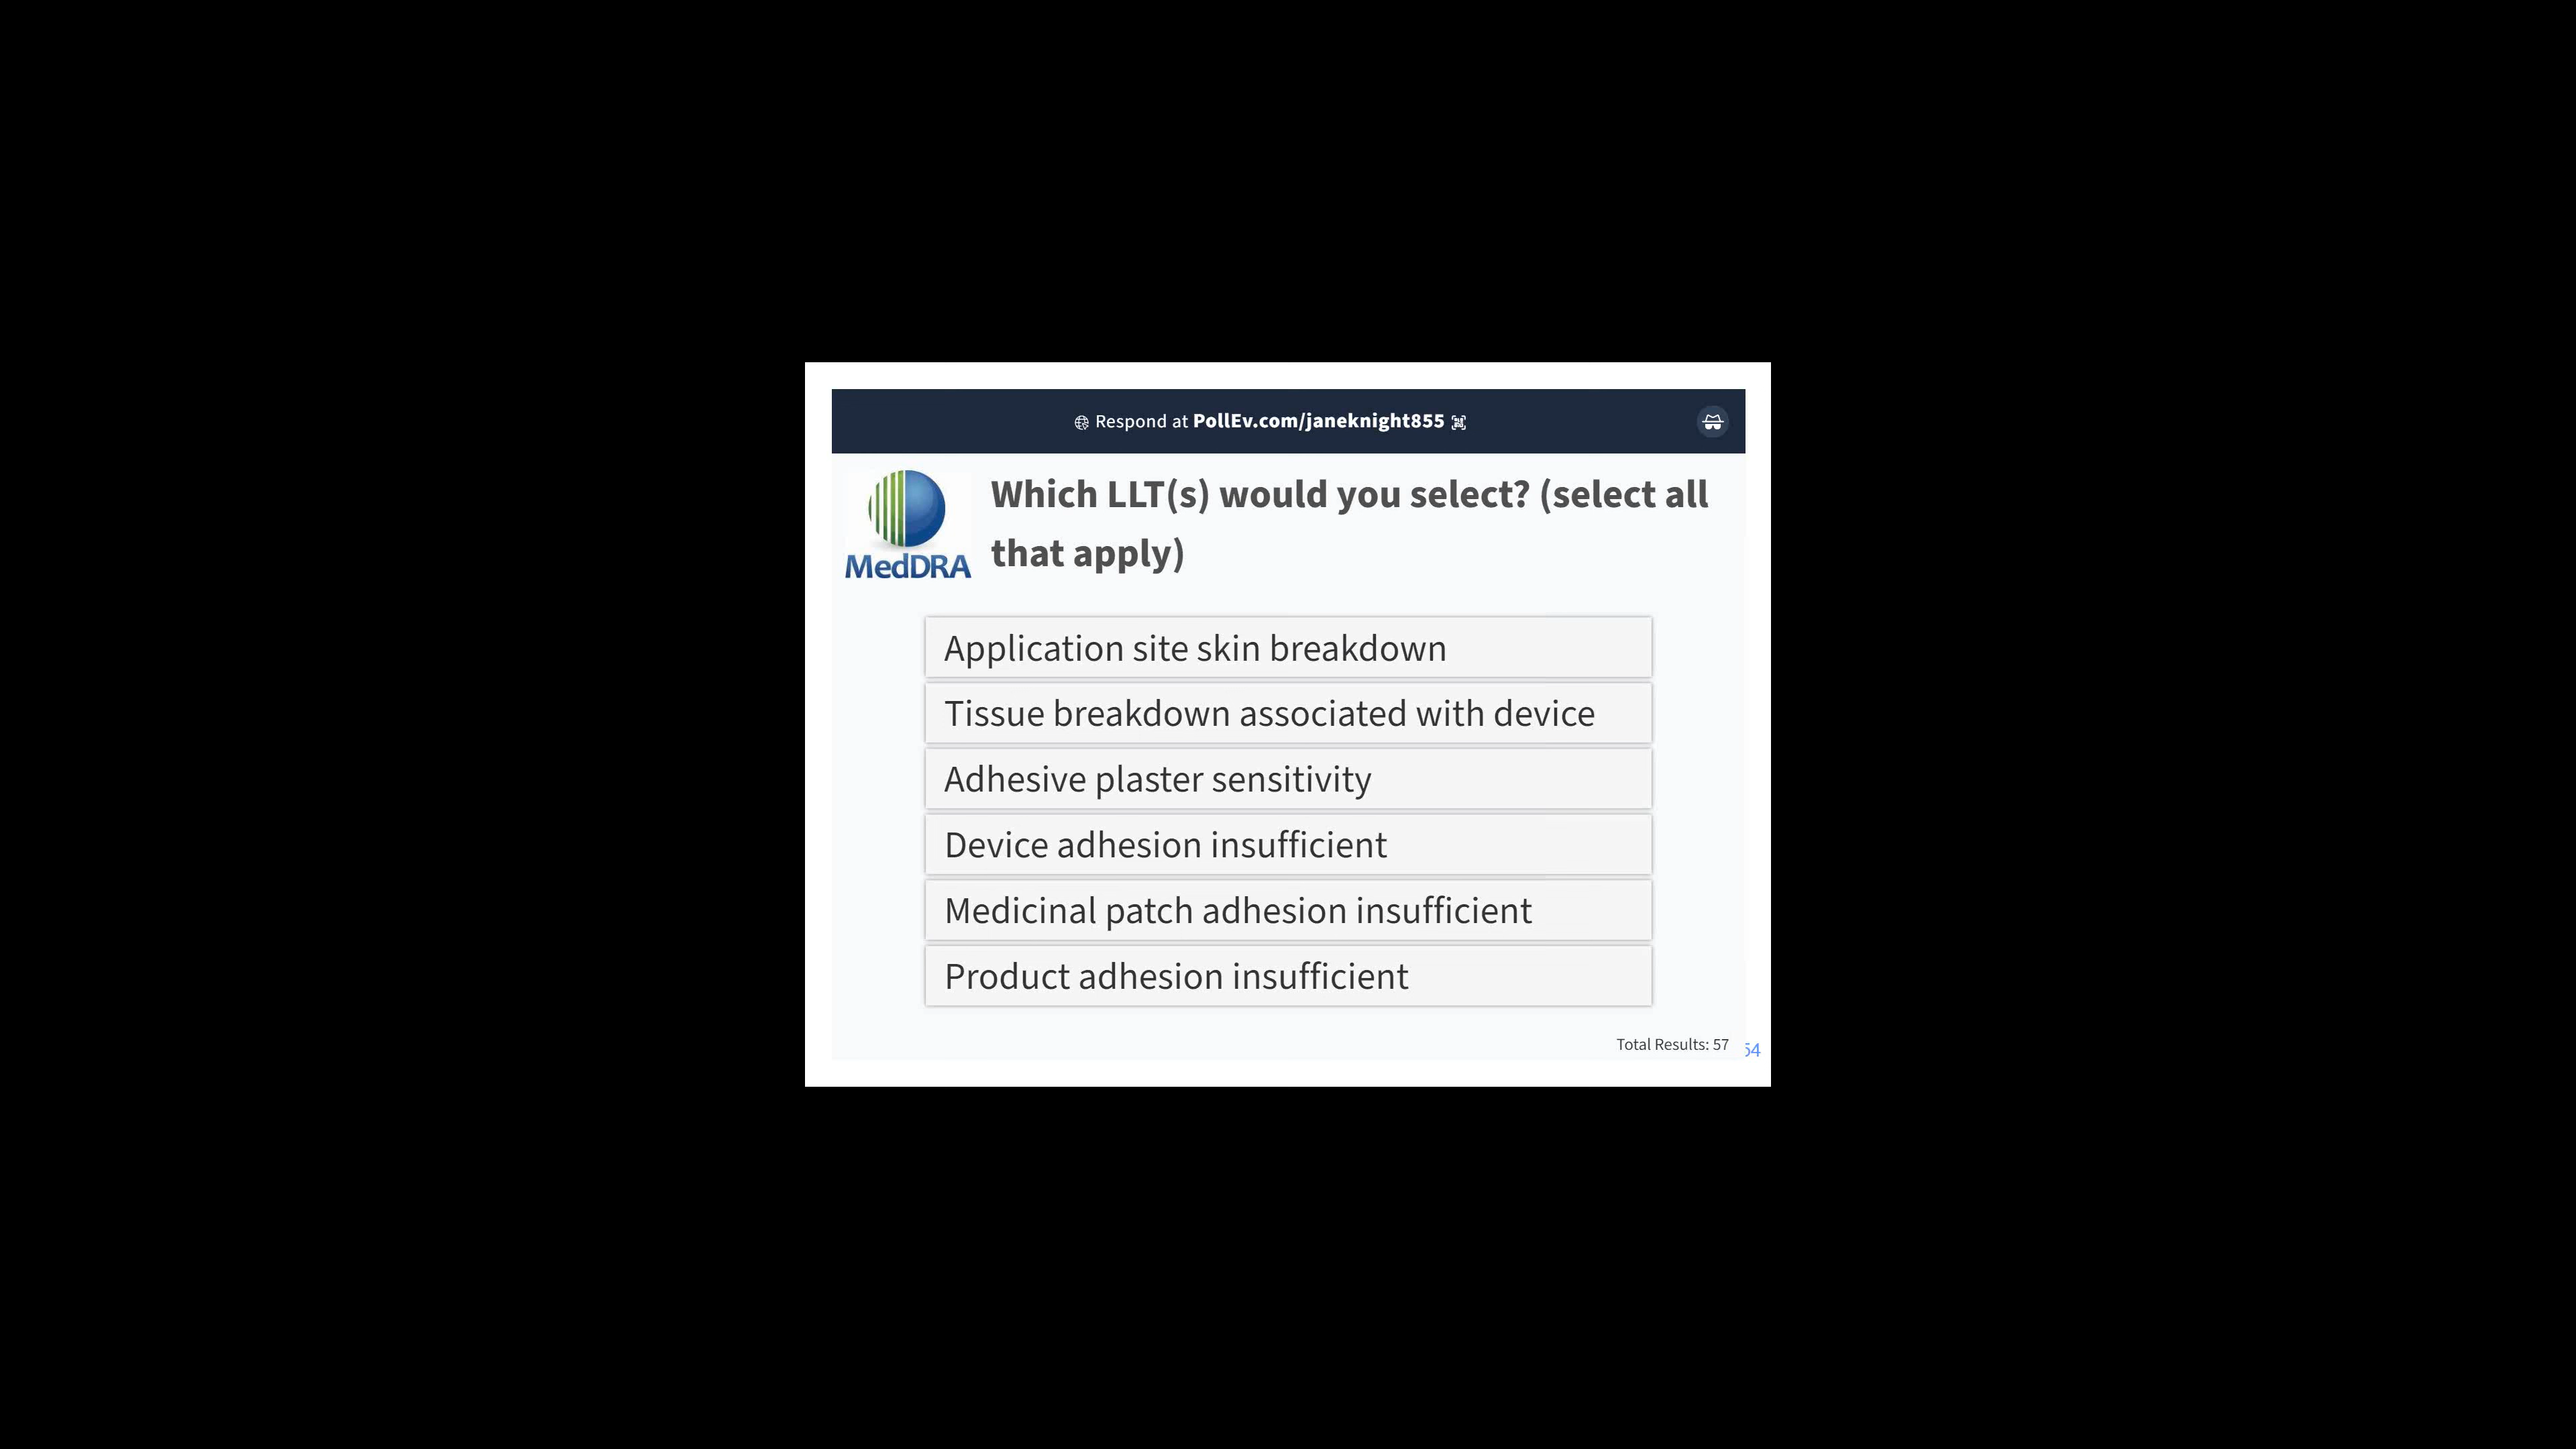 Respond at PollEv.com/janeknight855
MedDRA
Which LLT(s) would you select? (select all
that apply)
Application site skin breakdown
Tissue breakdown associated with device
Adhesive plaster sensitivity
Device adhesion insufficient
Medicinal patch adhesion insufficient
Product adhesion insufficient
Total Results: 57
54